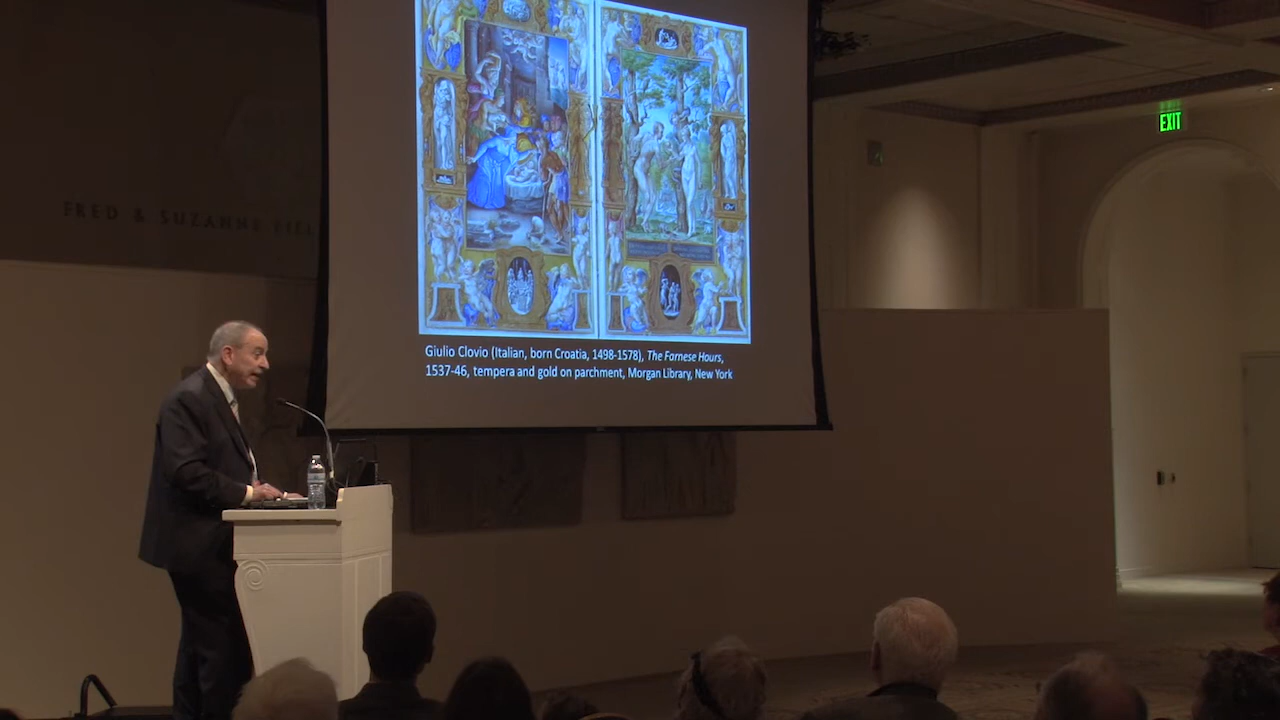 EXIT
FRED & SUZANNE
Giulio Clovio (Italian, born Croatia, 1498-1578), The Farnese Hours,
1537-46, tempera and gold on parchment, Morgan Library, New York